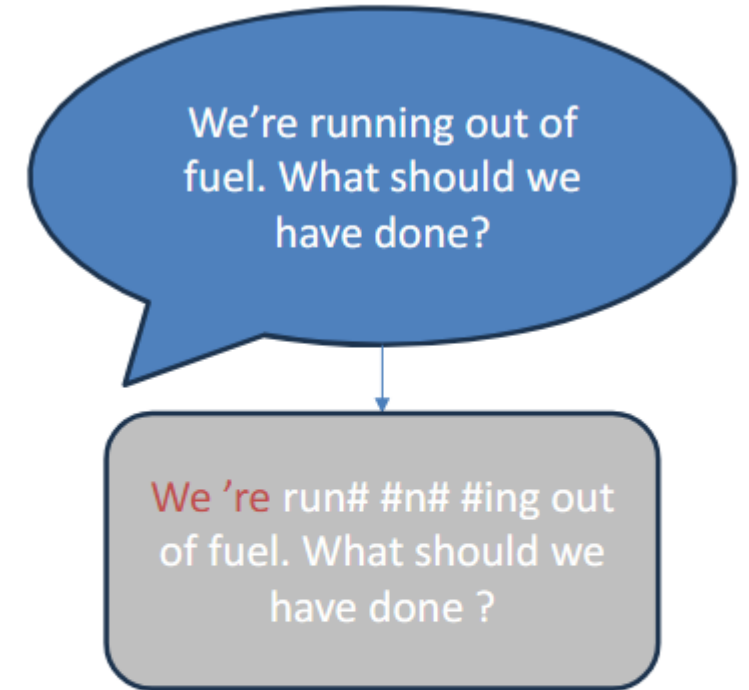 We’re running out of
fuel. What should we
have done?
We ’re run# #n# #ing out
of fuel. What should we
have done ?